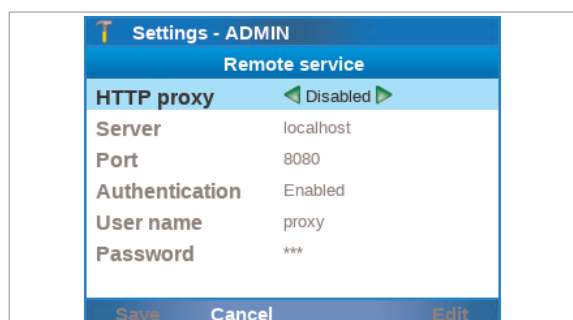 Settings - ADMIN
Remote service
HTTP proxy Disabled
Server localhost
Port 8080
Authentication Enabled
User name proxy
Password ***
Save Cancel Edit